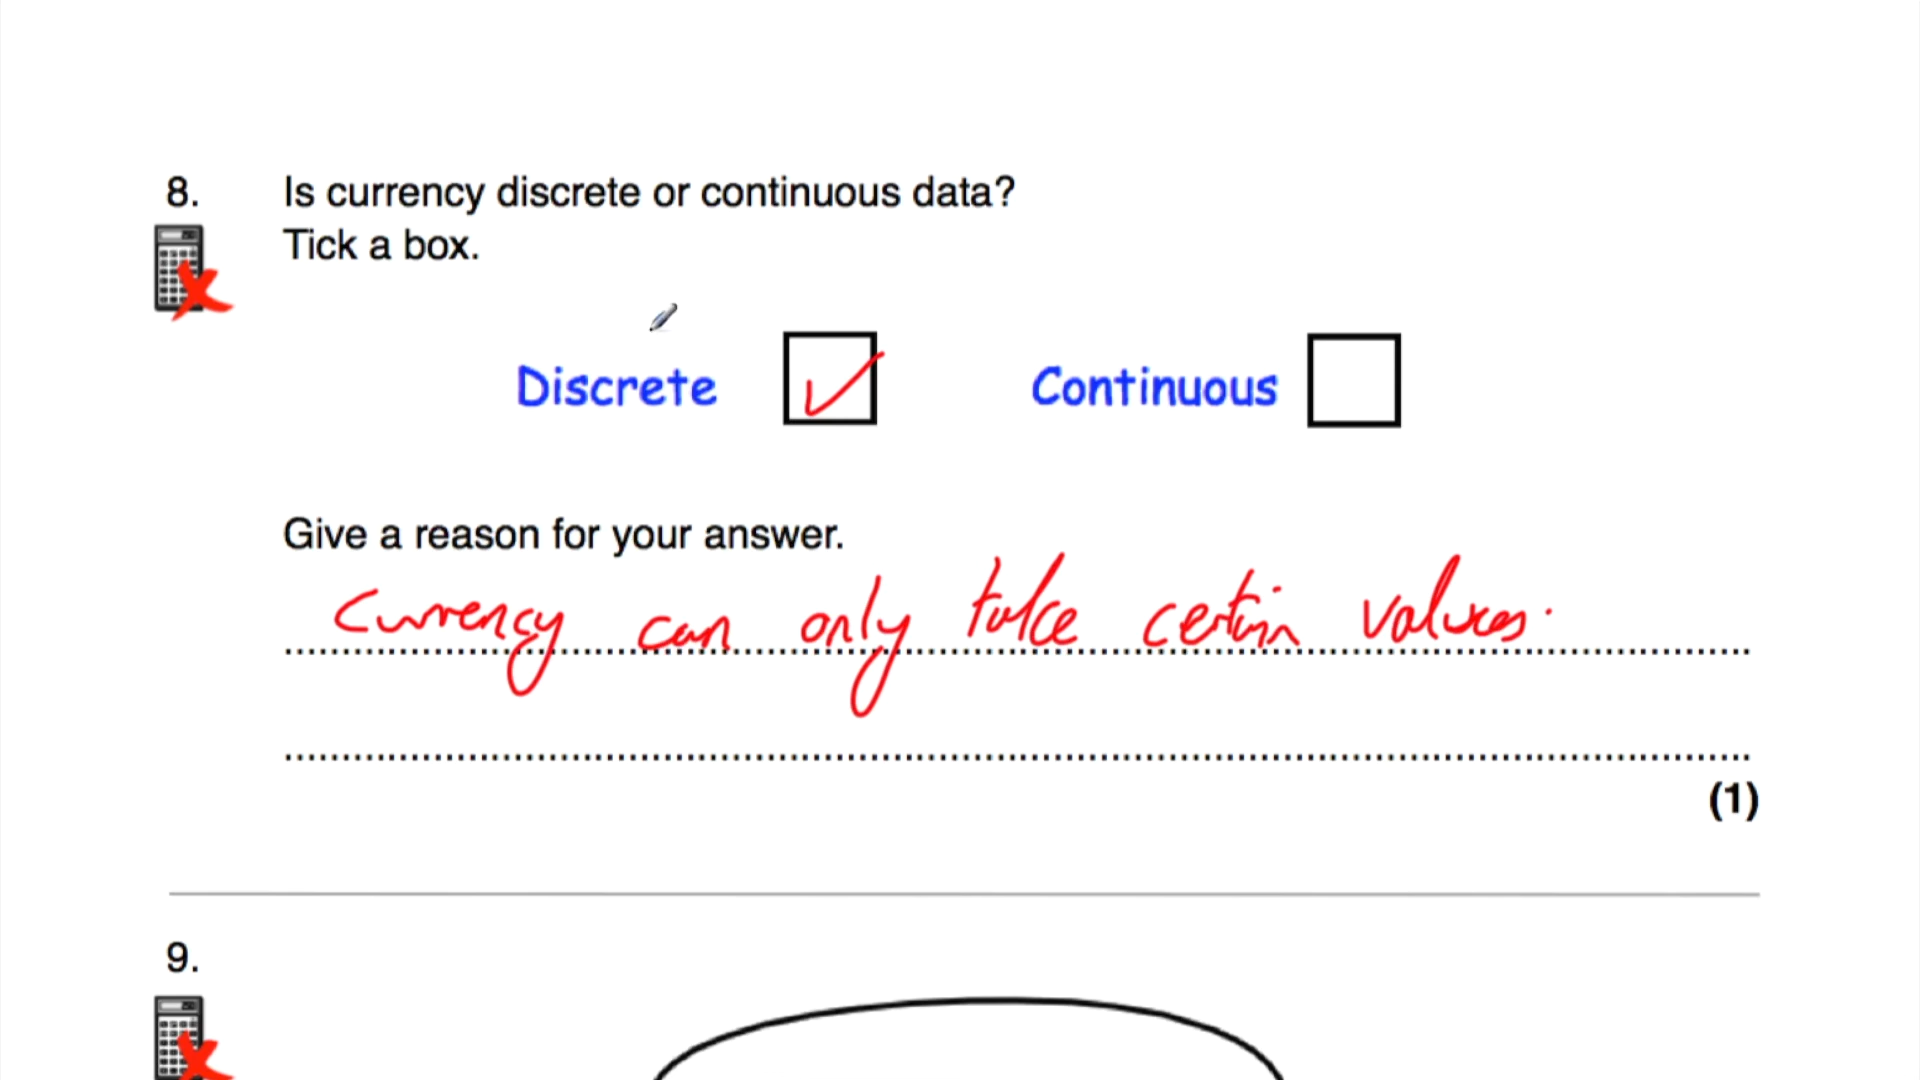 8. Is currency discrete or continuous data?
Tick a box.
Discrete Continuous
Give a reason for your answer.
Currency can only take certain values.
(1)
9.